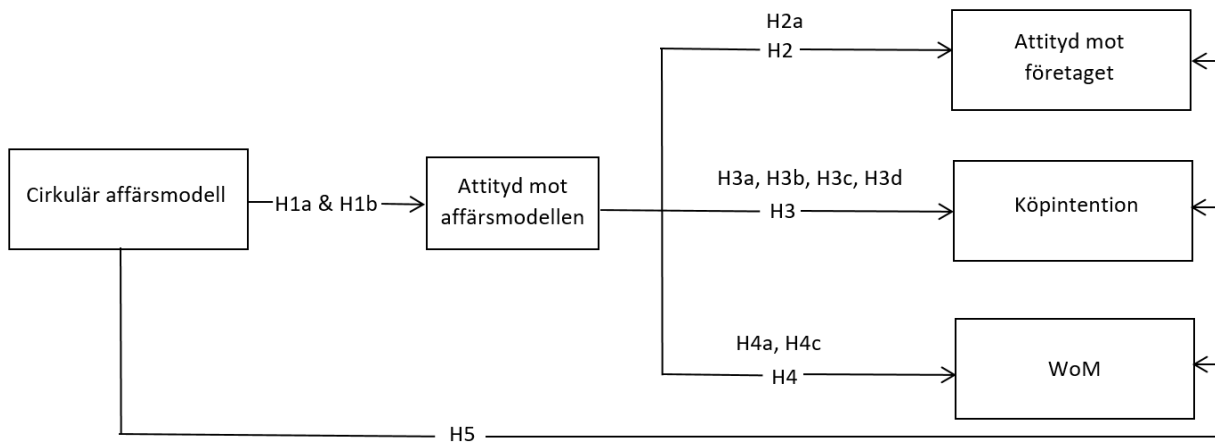 H2a
H2
Attityd mot
företaget
Cirkulär affärsmodell
H1a & H1b
Attityd mot
affärsmodellen
H3a, H3b, H3c, H3d
H3
Köpintention
H4a, H4c
H4
WoM
H5